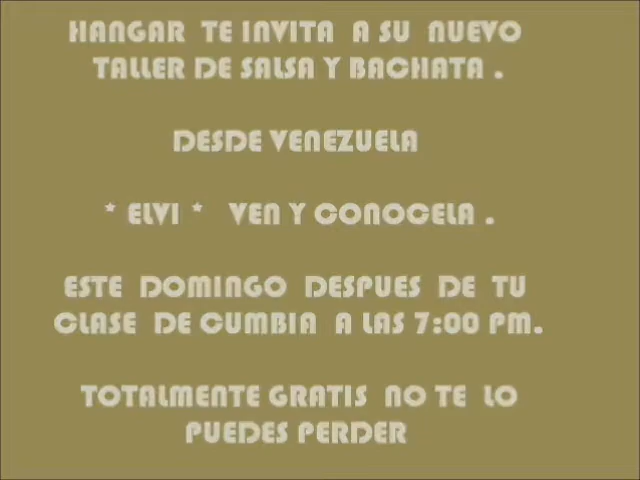 HANGAR TE INVITA A SU NUEVO
TALLER DE SALSA Y BACHATA .
DESDE VENEZUELA
* ELVI * VEN Y CONOCELA .
ESTE DOMINGO DESPUES DE TU
CLASE DE CUMBIA A LAS 7:00 PM.
TOTALMENTE GRATIS NO TE LO
PUEDES PERDER